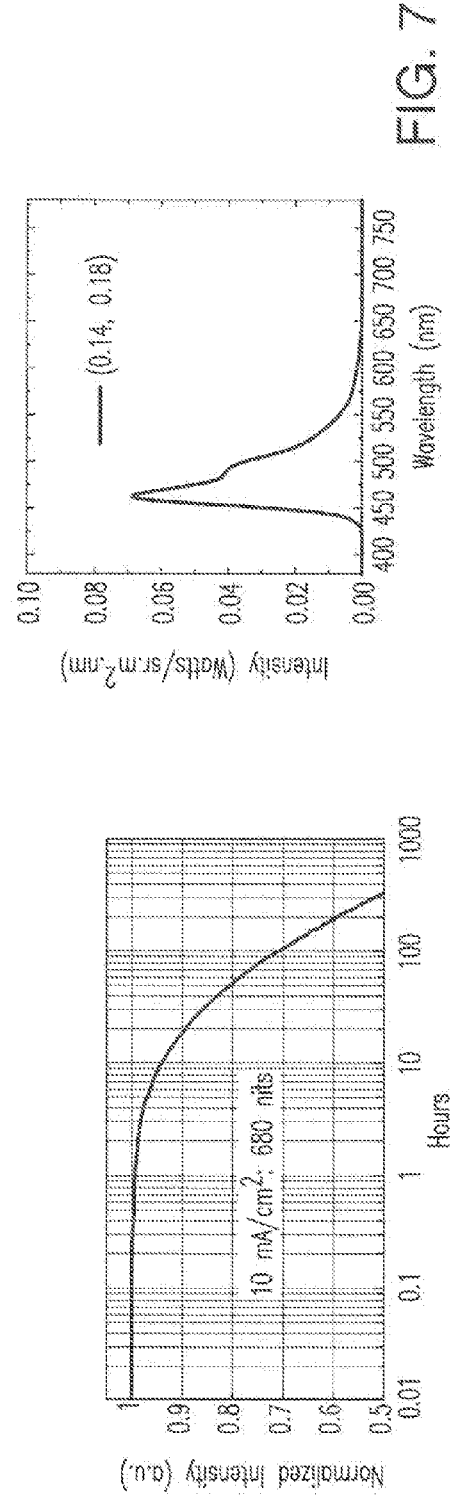 Normalized Intensity (a.u.)
1
0.9
0.8
0.7
0.6
0.5
10 mA/cm²: 680 nits
0.01 0.1 1 10 100 1000
Hours
Intensity (Watts/sr.m².nm)
0.10
0.08
0.06
0.04
0.02
0.00
(0.14, 0.18)
400 450 500 550 600 650 700 750
Wavelength (nm)
FIG. 7